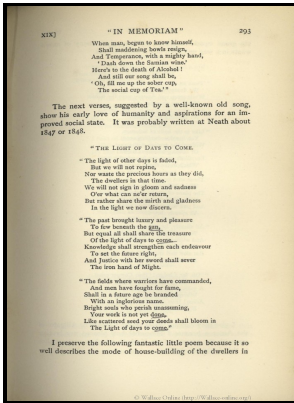 XIX] "IN MEMORIAM" 293
When man, begun to know himself,
Shall maddening bowls resign,
And Temperance, with a mighty hand,
'Dash down the Samian wine.'
Here's to the death of Alcohol!
And still our song shall be,
'Oh, fill me up the sober cup,
The social cup of Tea.'"
The next verses, suggested by a well-known old song,
show his early love of humanity and aspirations for an im-
proved social state. It was probably written at Neath about
1847 or 1848.
"THE LIGHT OF DAYS TO COME.
"The light of other days is faded,
But we will not repine,
Nor waste the precious hours as they did,
The dwellers in that time.
We will not sigh in gloom and sadness
O'er what can ne'er return,
But rather share the mirth and gladness
In the light we now discern.
"The past brought luxury and pleasure
To few beneath the sun,
But equal all shall share the treasure
Of the light of days to come.
Knowledge shall strengthen each endeavour
To set the future right,
And Justice with her sword shall sever
The iron hand of Might.
"The fields where warriors have commanded,
And men have fought for fame,
Shall in a future age be branded
With an inglorious name.
Bright souls who perish unassuming,
Your work is not yet done,
Like scattered seed your deeds shall bloom in
The Light of days to come"
I preserve the following fantastic little poem because it so
well describes the mode of house-building of the dwellers in
© Wallace Online (http://Wallace-online.org/)